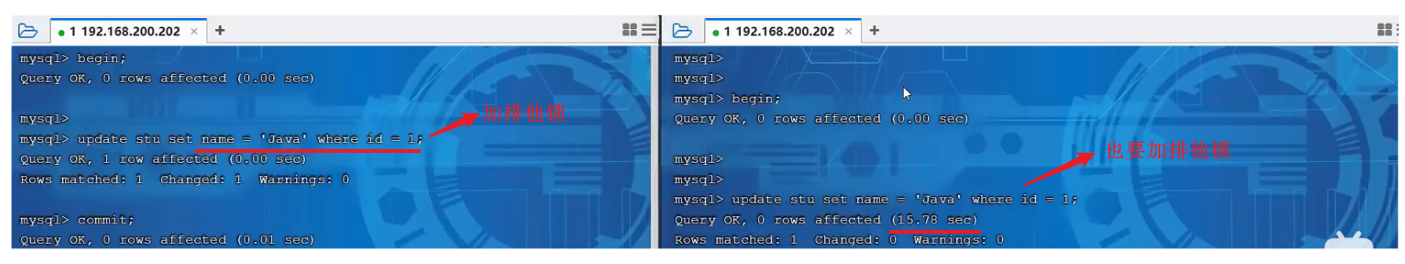 1 192.168.200.202 × +
mysql> begin;
Query OK, 0 rows affected (0.00 sec)
mysql>
mysql> update stu set name = 'Java' where id = 1;
加排他锁
Query OK, 1 row affected (0.00 sec)
Rows matched: 1 Changed: 1 Warnings: 0
mysql> commit;
Query OK, 0 rows affected (0.01 sec)
1 192.168.200.202 × +
mysql>
mysql>
mysql> begin;
Query OK, 0 rows affected (0.00 sec)
mysql>
mysql>
也要加排他锁
mysql> update stu set name = 'Java' where id = 1;
Query OK, 0 rows affected (15.78 sec)
Rows matched: 1 Changed: 0 Warnings: 0